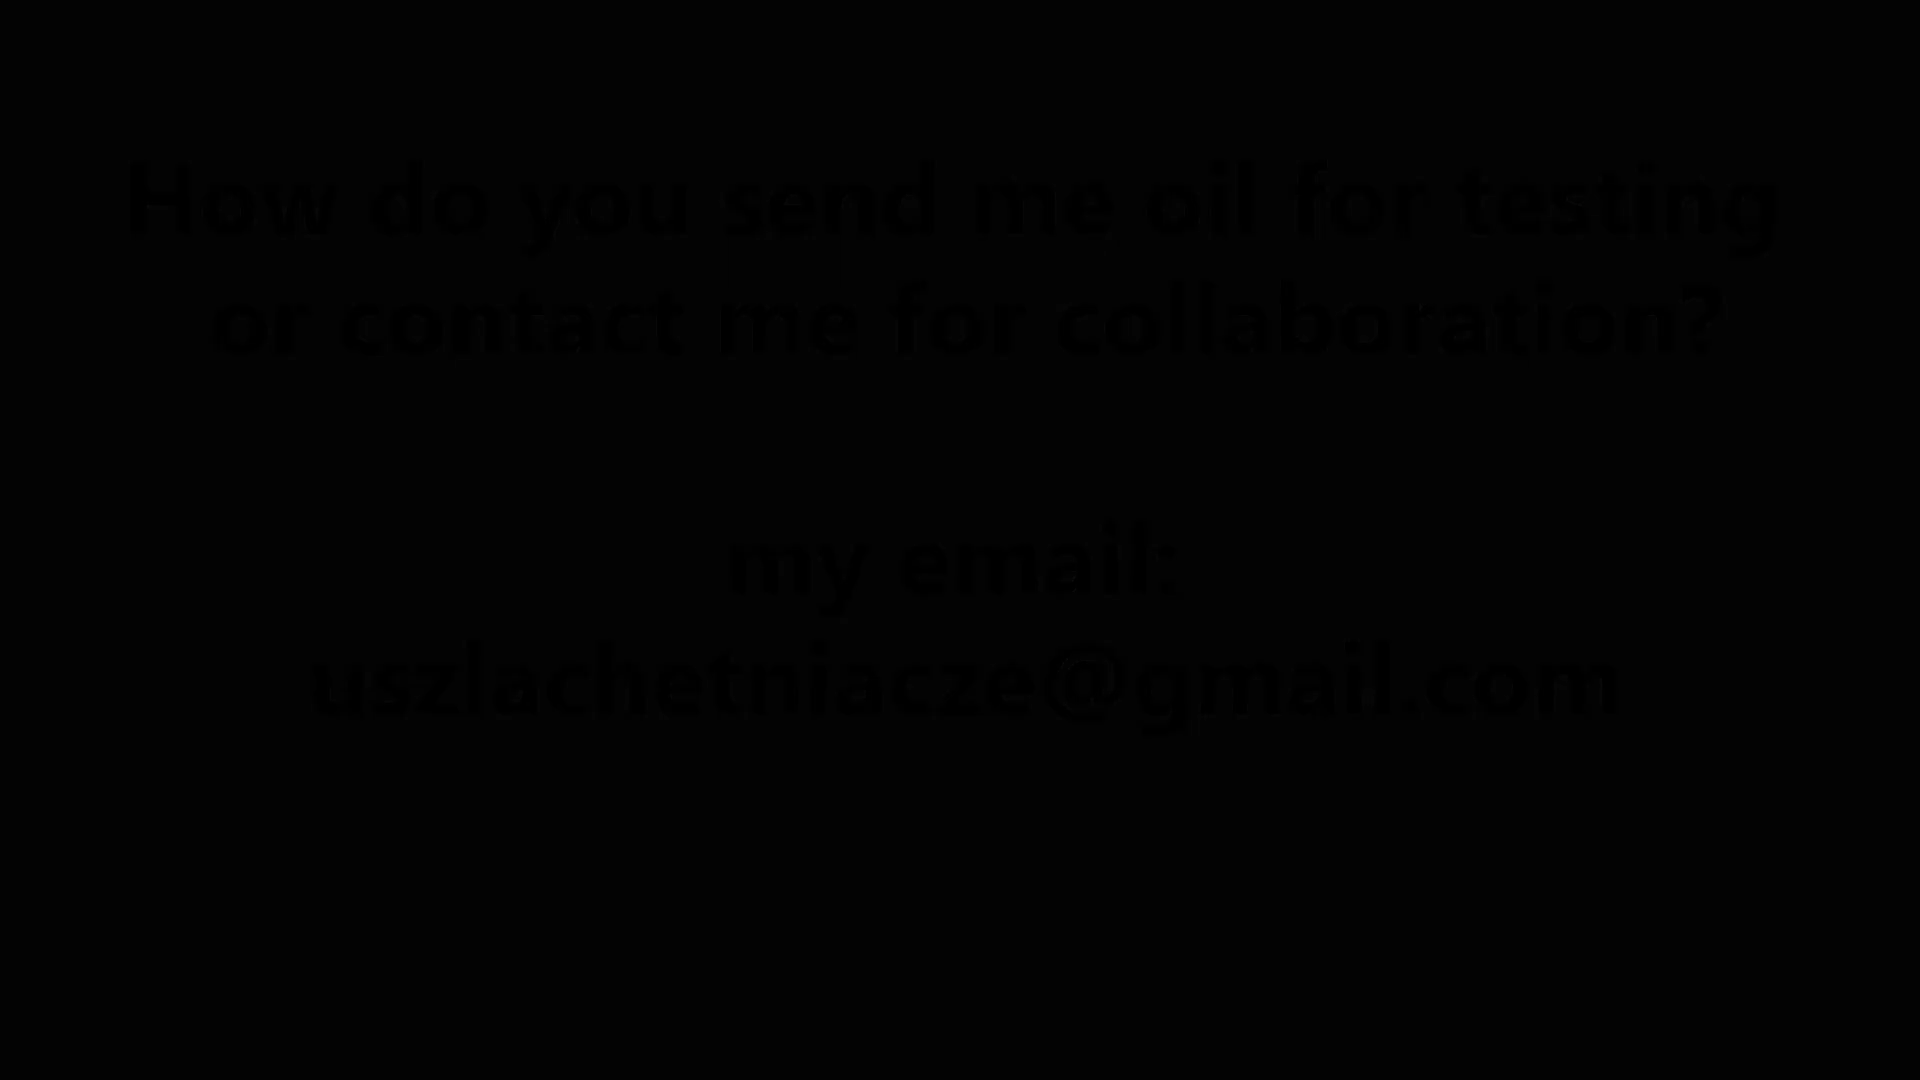 How do you send me oil for testing
or contact me for collaboration?
my email:
uszlachetniacze@gmail.com